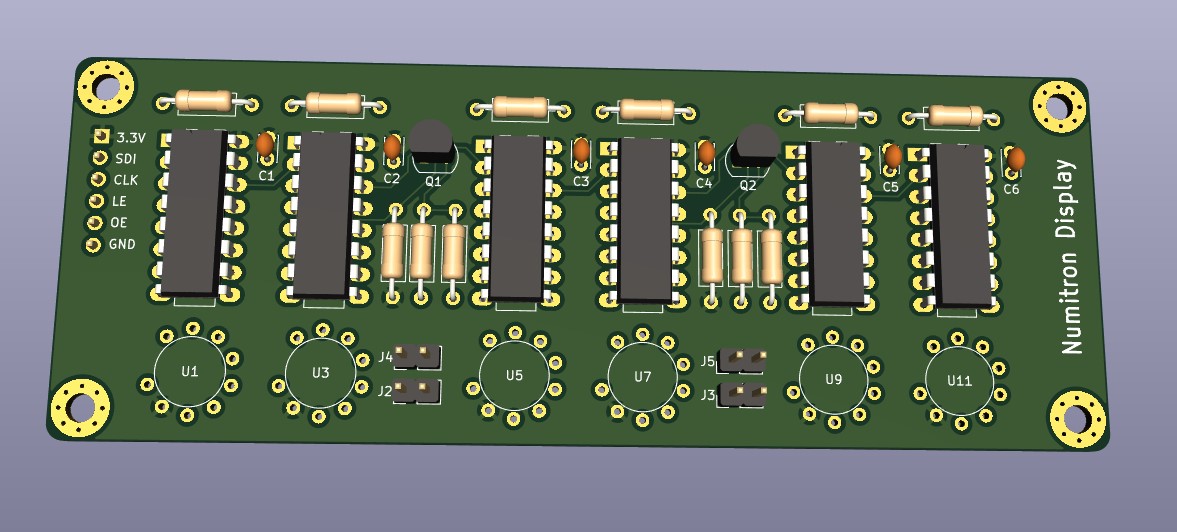 3.3V
SDI
CLK
LE
OE
GND
C1
C2
Q1
C3
C4
Q2
C5
C6
Numitron Display
U1
U3
J4
J2
U5
U7
J5
J3
U9
U11